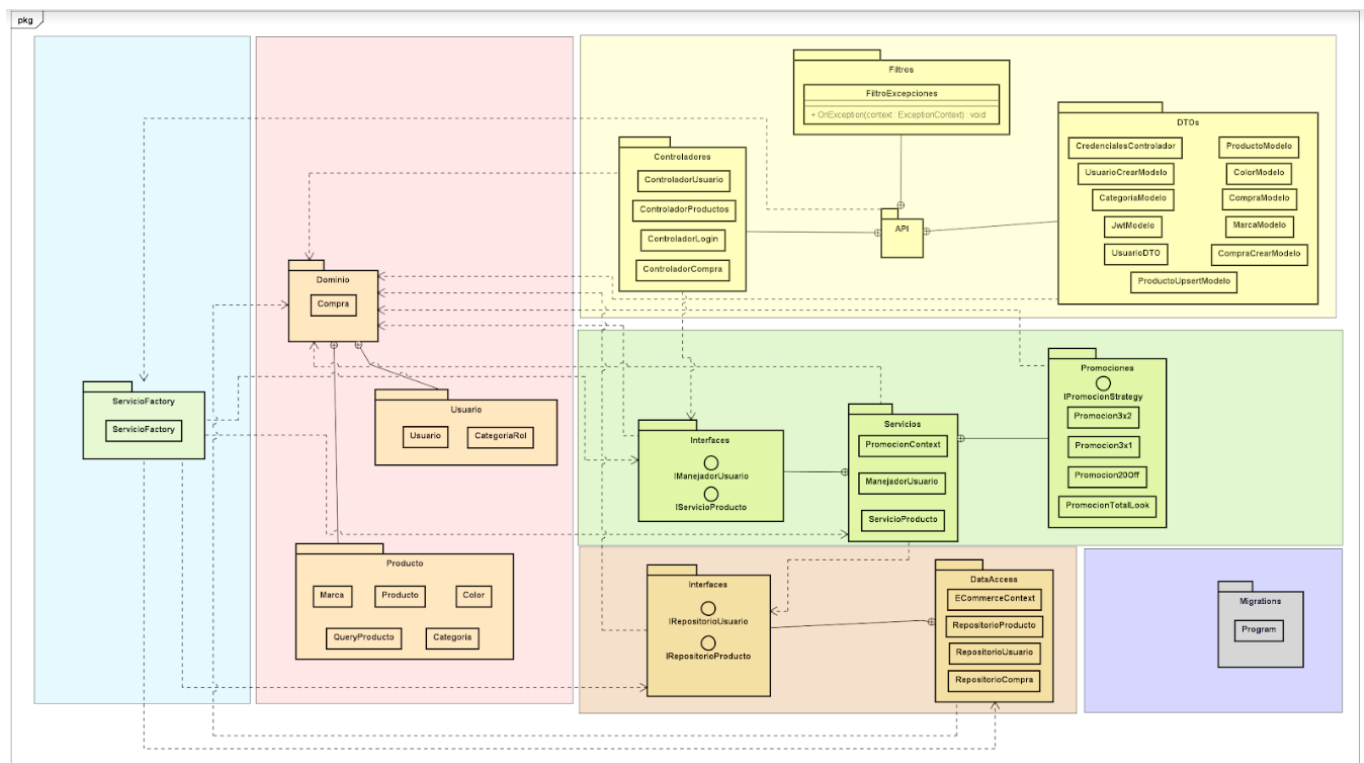 pkg
Filtros
FiltroExcepciones
+ OnException(context : ExceptionContext) : void
DTOs
CredencialesControlador
ProductoModelo
UsuarioCrearModelo
ColorModelo
CategoriaModelo
CompraModelo
JwtModelo
MarcaModelo
UsuarioDTO
CompraCrearModelo
ProductoUpsertModelo
Controladores
ControladorUsuario
ControladorProductos
ControladorLogin
ControladorCompra
API
Dominio
Compra
ServicioFactory
ServicioFactory
Usuario
Usuario
CategoriaRol
Producto
Marca
Producto
Color
QueryProducto
Categoria
Interfaces
IManejadorUsuario
IServicioProducto
Servicios
PromocionContext
ManejadorUsuario
ServicioProducto
Promociones
IPromocionStrategy
Promocion3x2
Promocion3x1
Promocion20Off
PromocionTotalLook
Interfaces
IRepositorioUsuario
IRepositorioProducto
DataAccess
ECommerceContext
RepositorioProducto
RepositorioUsuario
RepositorioCompra
Migrations
Program